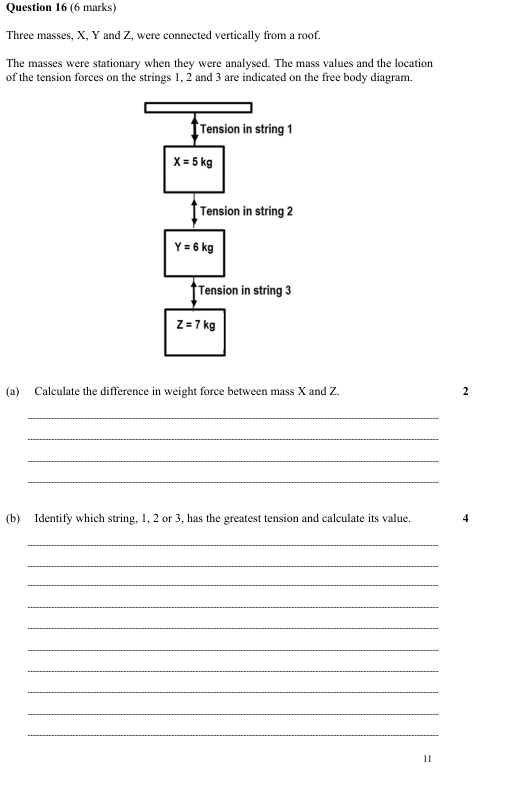 Question 16 (6 marks)
Three masses, X, Y and Z, were connected vertically from a roof.
The masses were stationary when they were analysed. The mass values and the location
of the tension forces on the strings 1, 2 and 3 are indicated on the free body diagram.
Tension in string 1
X = 5 kg
Tension in string 2
Y = 6 kg
Tension in string 3
Z = 7 kg
(a) Calculate the difference in weight force between mass X and Z. 2
(b) Identify which string, 1, 2 or 3, has the greatest tension and calculate its value. 4
11